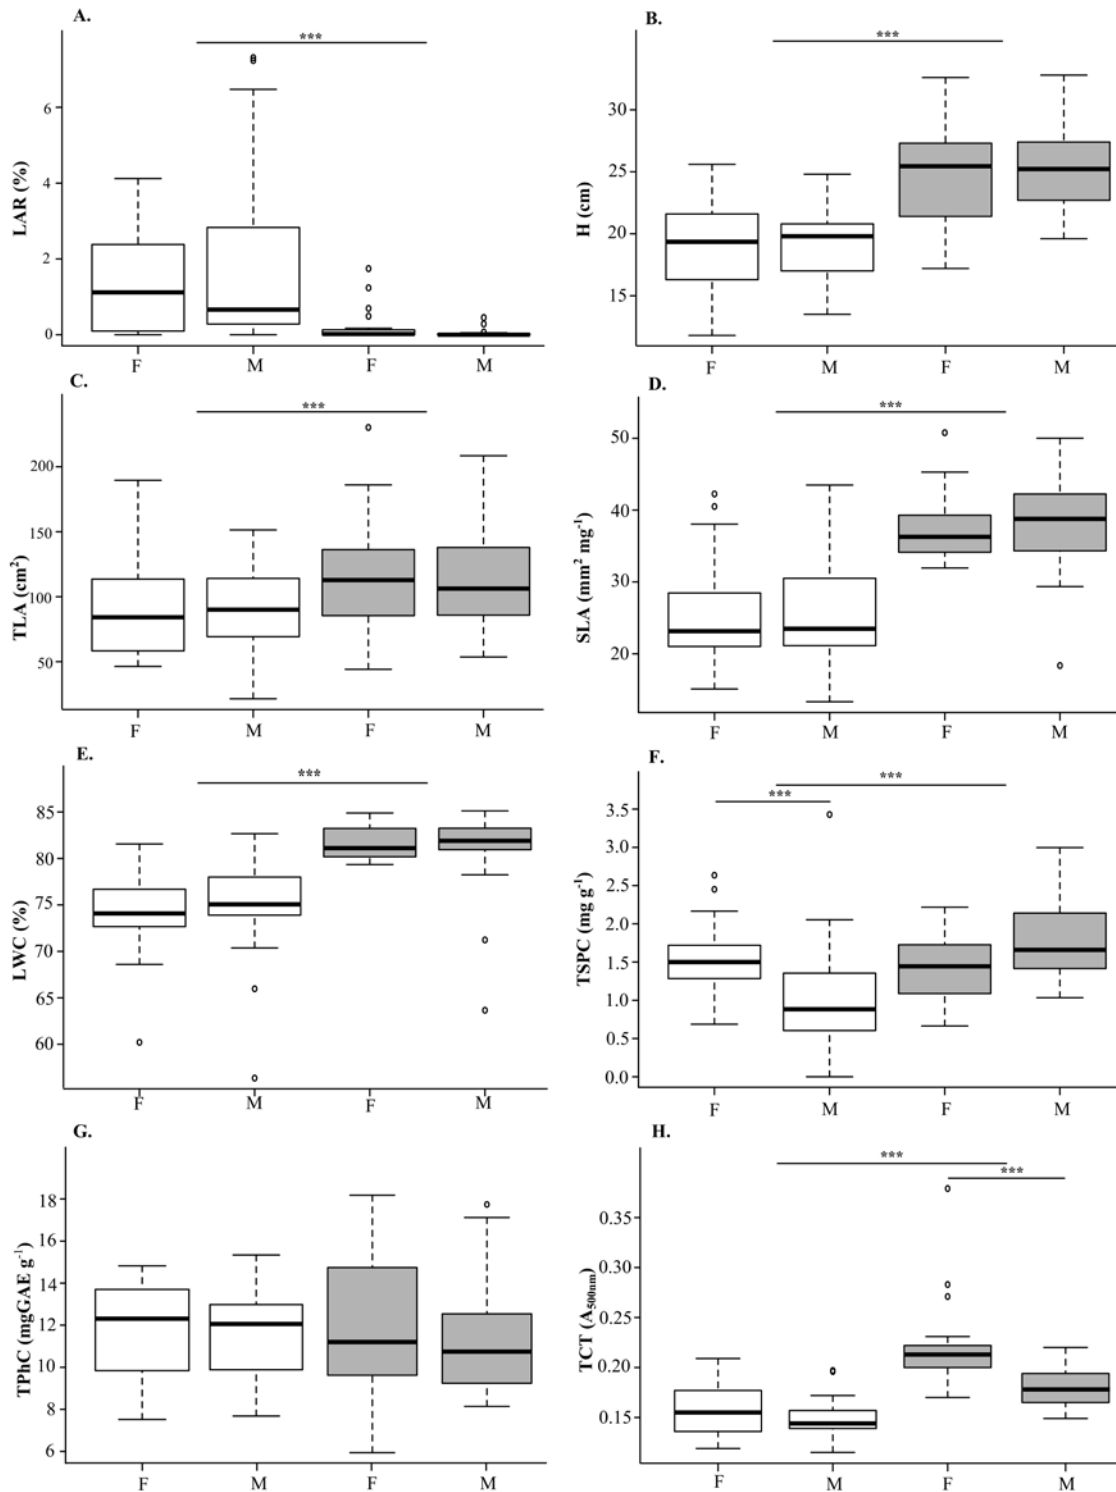 A.
***
LAR (%)
6
4
2
0
F M F M
B.
***
H (cm)
30
25
20
15
F M F M
C.
***
TLA (cm²)
200
150
100
50
F M F M
D.
***
SLA (mm² mg⁻¹)
50
40
30
20
F M F M
E.
***
LWC (%)
85
80
75
70
65
60
F M F M
F.
***
***
TSPC (mg g⁻¹)
3.5
3.0
2.5
2.0
1.5
1.0
0.5
0.0
F M F M
G.
TPhC (mgGAE g⁻¹)
18
16
14
12
10
8
6
F M F M
H.
***
***
TCT (A500nm)
0.35
0.30
0.25
0.20
0.15
F M F M